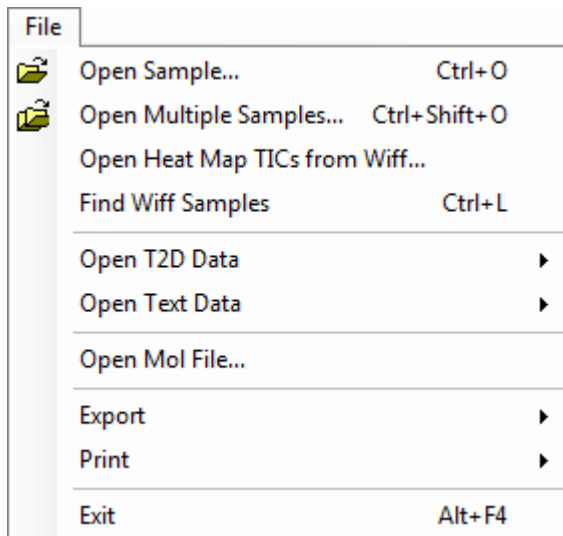 File
Open Sample... Ctrl+O
Open Multiple Samples... Ctrl+Shift+O
Open Heat Map TICs from Wiff...
Find Wiff Samples Ctrl+L
Open T2D Data
Open Text Data
Open Mol File...
Export
Print
Exit Alt+F4